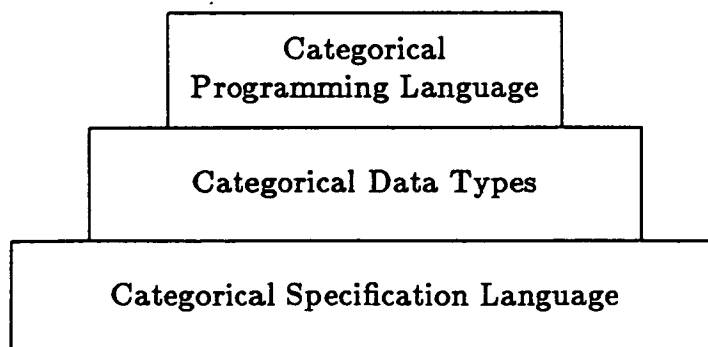 Categorical
Programming Language
Categorical Data Types
Categorical Specification Language